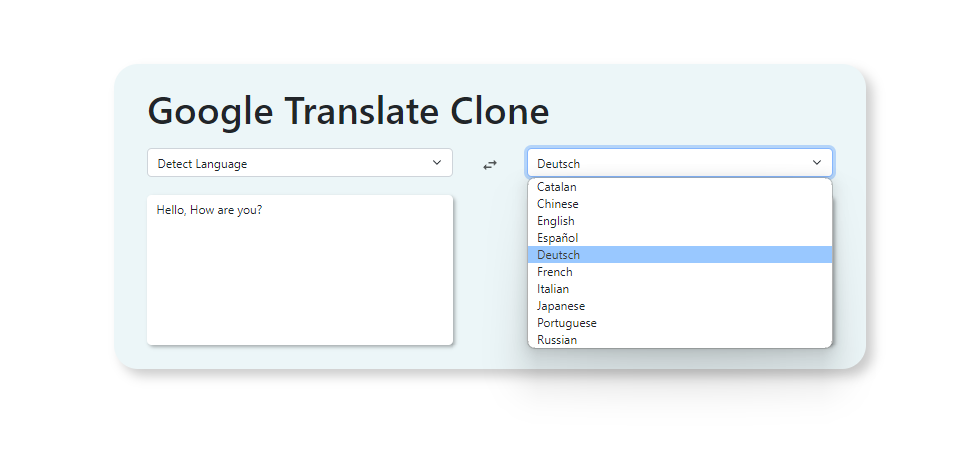 Google Translate Clone
Detect Language
Deutsch
Hello, How are you?
Catalan
Chinese
English
Español
Deutsch
French
Italian
Japanese
Portuguese
Russian